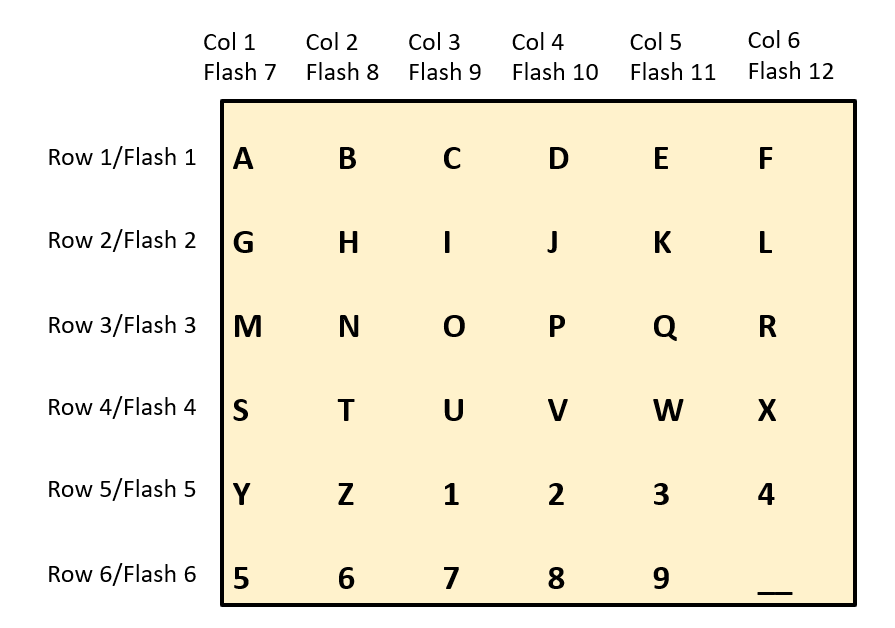 Col 1 Col 2 Col 3 Col 4 Col 5 Col 6
Flash 7 Flash 8 Flash 9 Flash 10 Flash 11 Flash 12
Row 1/Flash 1 A B C D E F
Row 2/Flash 2 G H I J K L
Row 3/Flash 3 M N O P Q R
Row 4/Flash 4 S T U V W X
Row 5/Flash 5 Y Z 1 2 3 4
Row 6/Flash 6 5 6 7 8 9 __